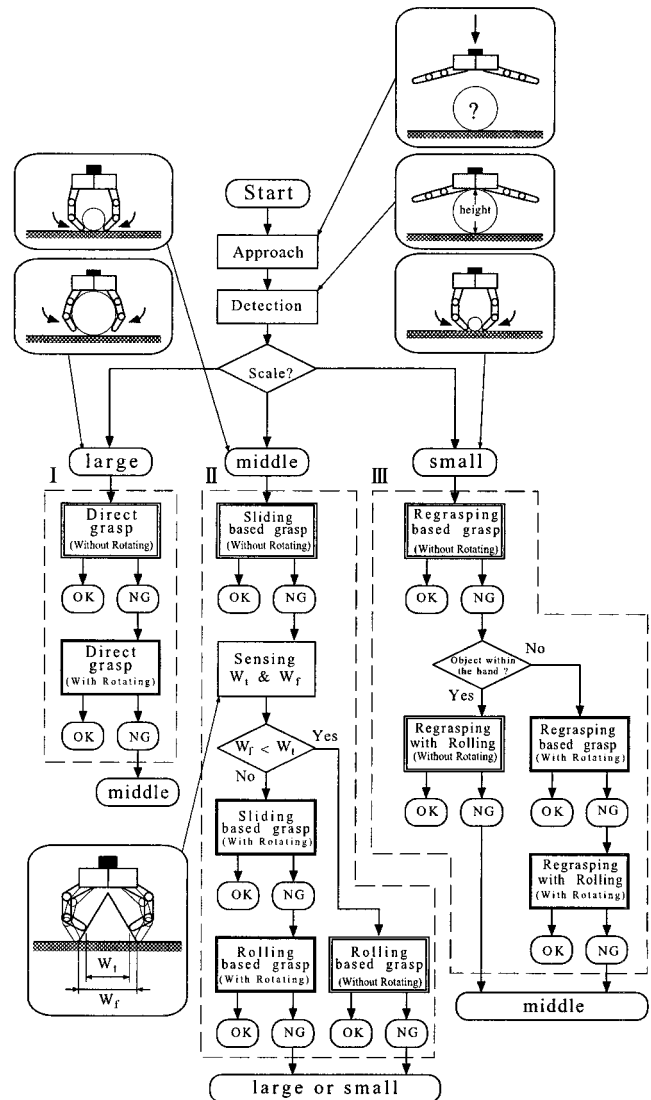 ?
Start
height
Approach
Detection
Scale?
I
large
II
middle
III
small
Direct
grasp
(Without Rotating)
Sliding
based grasp
(Without Rotating)
Regrasping
based grasp
(Without Rotating)
OK
NG
OK
NG
OK
NG
Direct
grasp
(With Rotating)
Sensing
Wt & Wf
Object within
the hand ?
No
Yes
OK
NG
Wf < Wt
Yes
No
Regrasping
with Rolling
(Without Rotating)
Regrasping
based grasp
(With Rotating)
middle
Sliding
based grasp
(With Rotating)
OK
NG
OK
NG
OK
NG
Regrasping
with Rolling
(With Rotating)
Wt
Wf
Rolling
based grasp
(With Rotating)
Rolling
based grasp
(Without Rotating)
OK
NG
OK
NG
OK
NG
middle
large or small